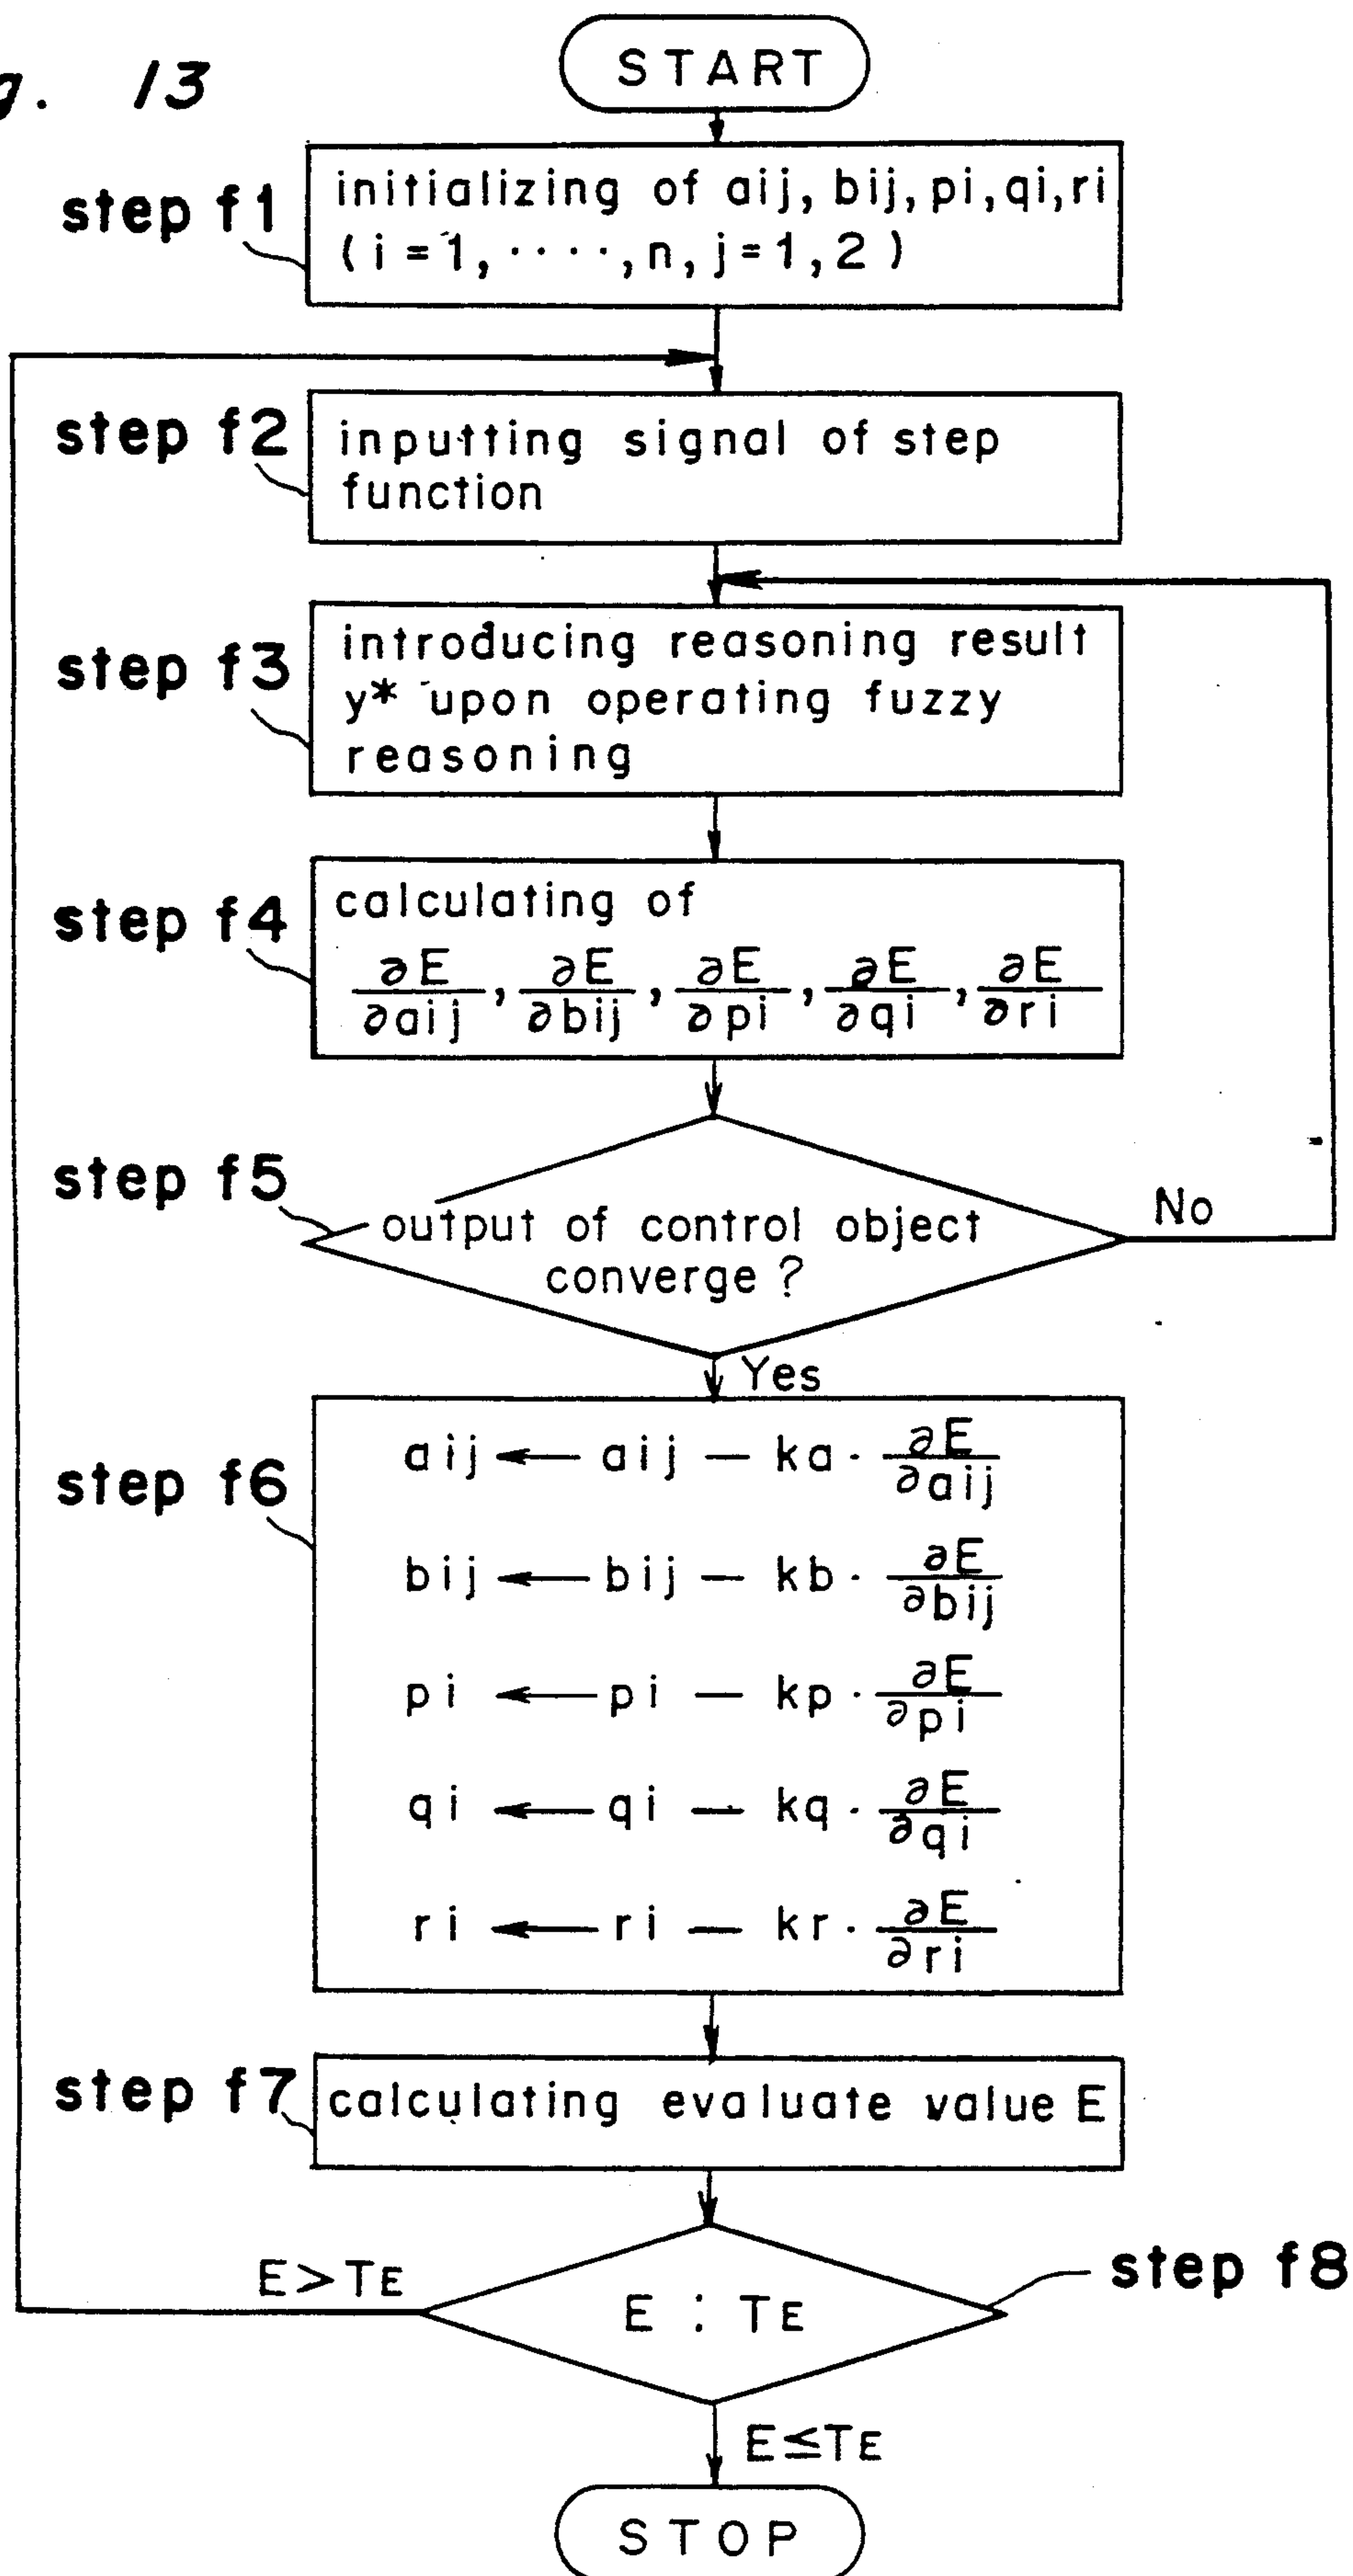 g. 13
START
step f1
initializing of aij, bij, pi, qi, ri
(i=1, ····, n, j=1, 2)
step f2
inputting signal of step
function
step f3
introducing reasoning result
y* upon operating fuzzy
reasoning
step f4
calculating of
∂E/∂aij, ∂E/∂bij, ∂E/∂pi, ∂E/∂qi, ∂E/∂ri
step f5
output of control object
converge ?
No
Yes
step f6
aij ← aij — ka · ∂E/∂aij
bij ← bij — kb · ∂E/∂bij
pi ← pi — kp · ∂E/∂pi
qi ← qi — kq · ∂E/∂qi
ri ← ri — kr · ∂E/∂ri
step f7
calculating evaluate value E
E > TE
E : TE
step f8
E ≦ TE
STOP